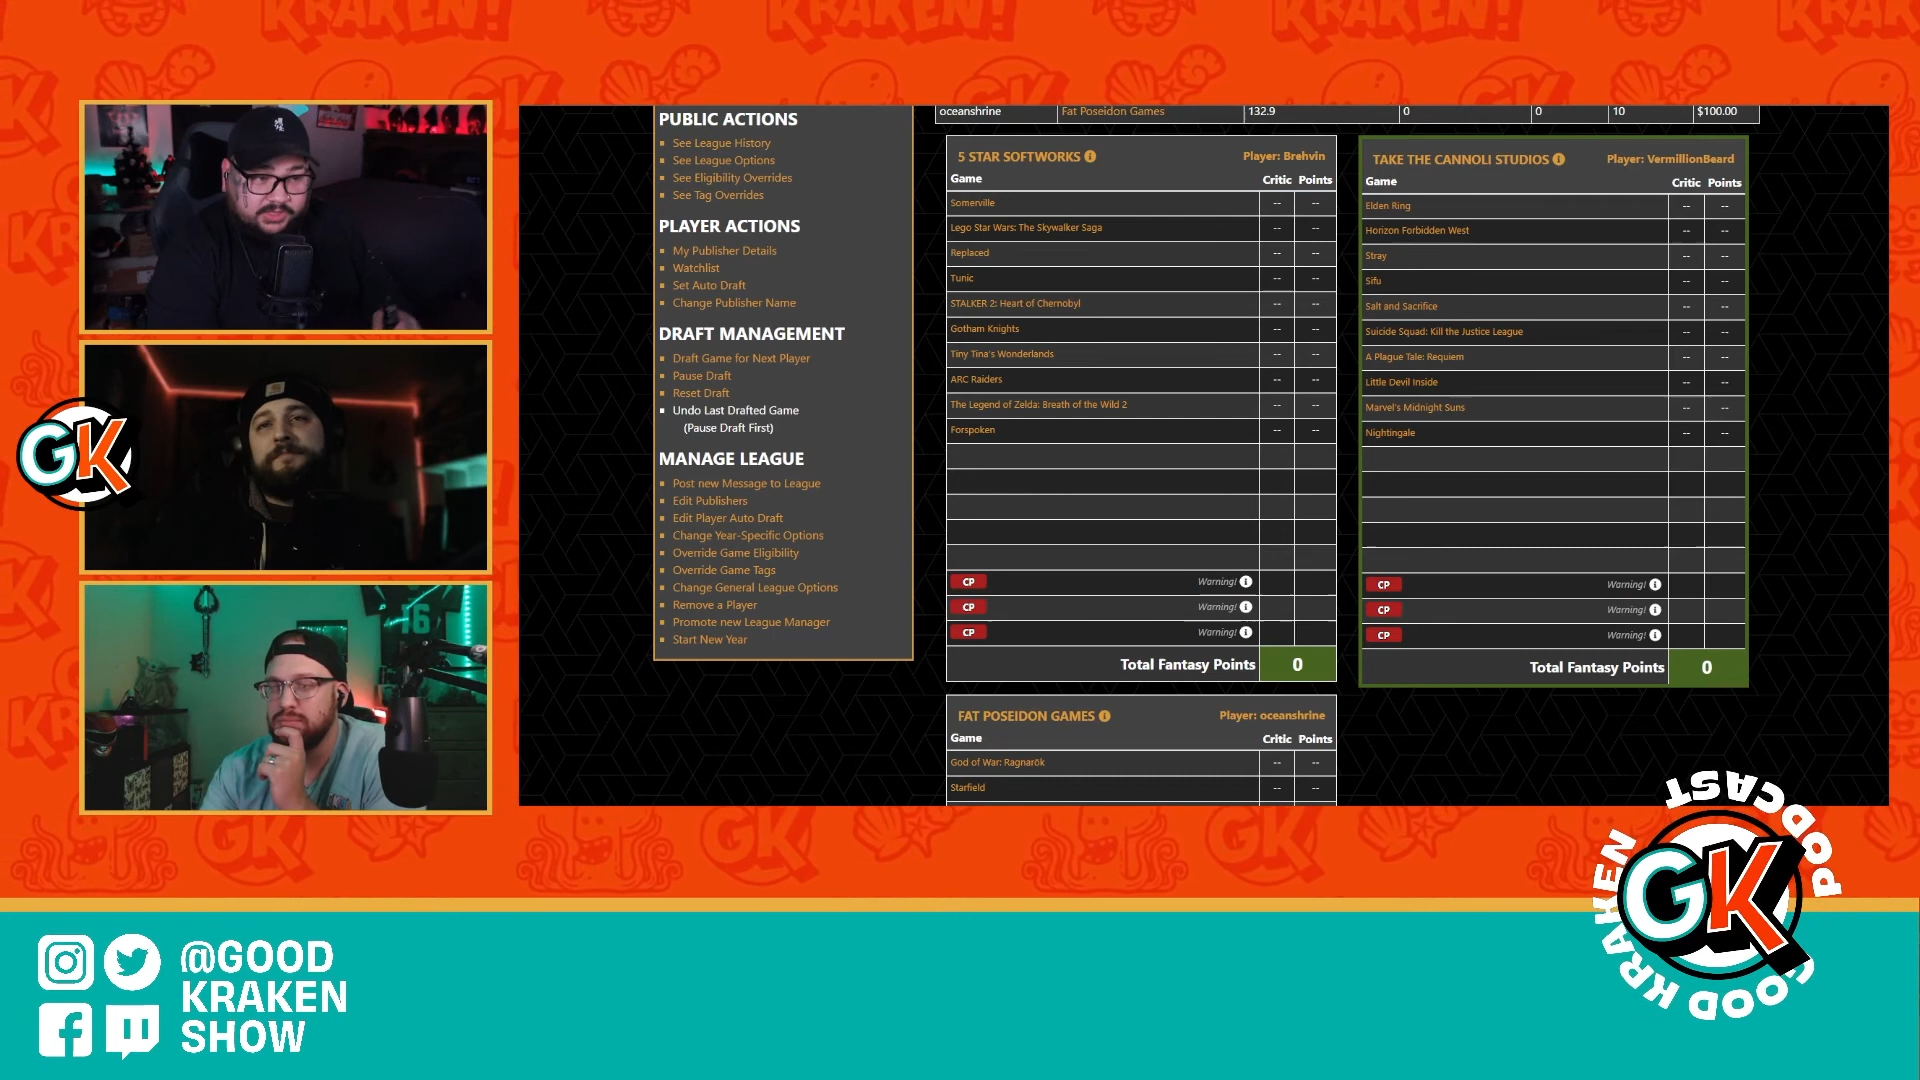 KRAKEN!
KRAKEN!
KRAKEN!
oceanshrine Fat Poseidon Games 132.9 0 0 10 $100.00
PUBLIC ACTIONS
See League History
See League Options
See Eligibility Overrides
See Tag Overrides
PLAYER ACTIONS
My Publisher Details
Watchlist
Set Auto Draft
Change Publisher Name
DRAFT MANAGEMENT
Draft Game for Next Player
Pause Draft
Reset Draft
Undo Last Drafted Game
(Pause Draft First)
MANAGE LEAGUE
Post new Message to League
Edit Publishers
Edit Player Auto Draft
Change Year-Specific Options
Override Game Eligibility
Override Game Tags
Change General League Options
Remove a Player
Promote new League Manager
Start New Year
5 STAR SOFTWORKS Player: Brehvin
Game Critic Points
Somerville -- --
Lego Star Wars: The Skywalker Saga -- --
Replaced -- --
Tunic -- --
STALKER 2: Heart of Chernobyl -- --
Gotham Knights -- --
Tiny Tina's Wonderlands -- --
ARC Raiders -- --
The Legend of Zelda: Breath of the Wild 2 -- --
Forspoken -- --
CP Warning!
CP Warning!
CP Warning!
Total Fantasy Points 0
TAKE THE CANNOLI STUDIOS Player: VermillionBeard
Game Critic Points
Elden Ring -- --
Horizon Forbidden West -- --
Stray -- --
Sifu -- --
Salt and Sacrifice -- --
Suicide Squad: Kill the Justice League -- --
A Plague Tale: Requiem -- --
Little Devil Inside -- --
Marvel's Midnight Suns -- --
Nightingale -- --
CP Warning!
CP Warning!
CP Warning!
Total Fantasy Points 0
FAT POSEIDON GAMES Player: oceanshrine
Game Critic Points
God of War: Ragnarök -- --
Starfield -- --
GK
16
GK
GOOD KRAKEN PODCAST
@GOOD
KRAKEN
SHOW